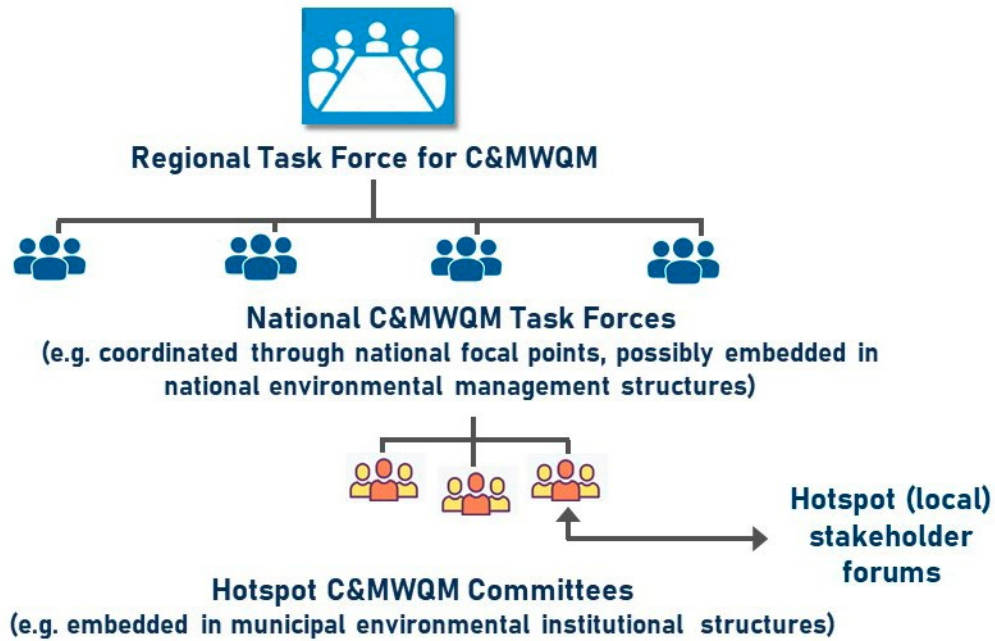 Regional Task Force for C&MWQM
National C&MWQM Task Forces
(e.g. coordinated through national focal points, possibly embedded in
national environmental management structures)
Hotspot (local)
stakeholder
forums
Hotspot C&MWQM Committees
(e.g. embedded in municipal environmental institutional structures)